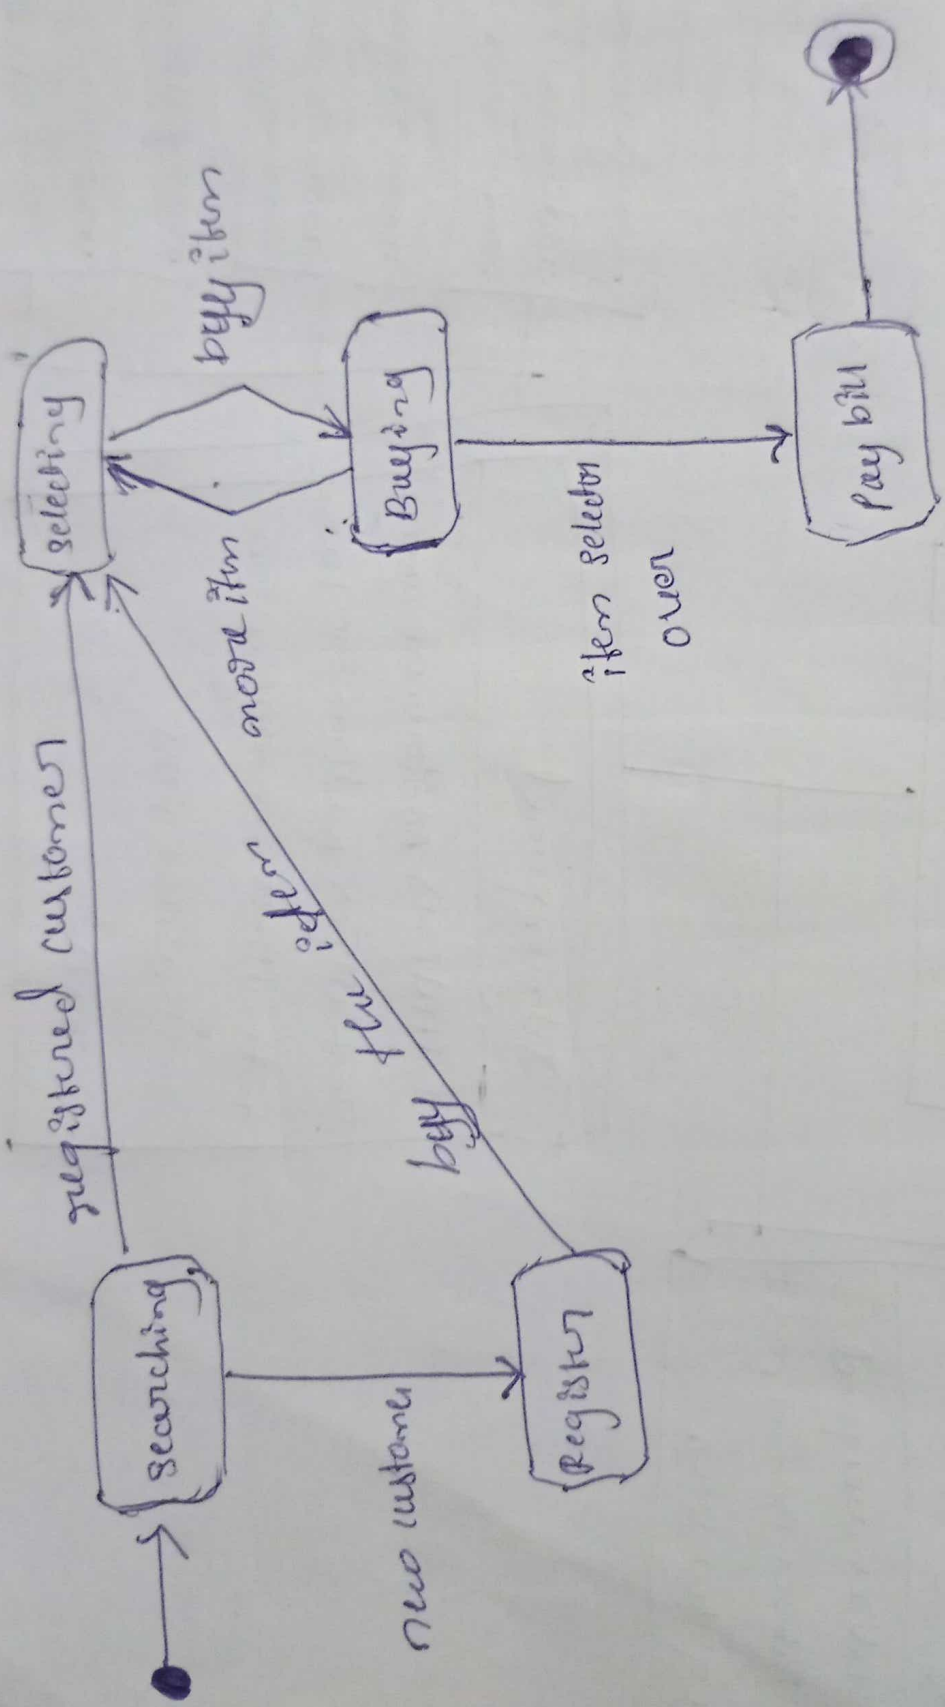 registered customer
selecting
searching
buy item
more item
buy the item
Buying
new customer
Register
item selector
over
Pay bill